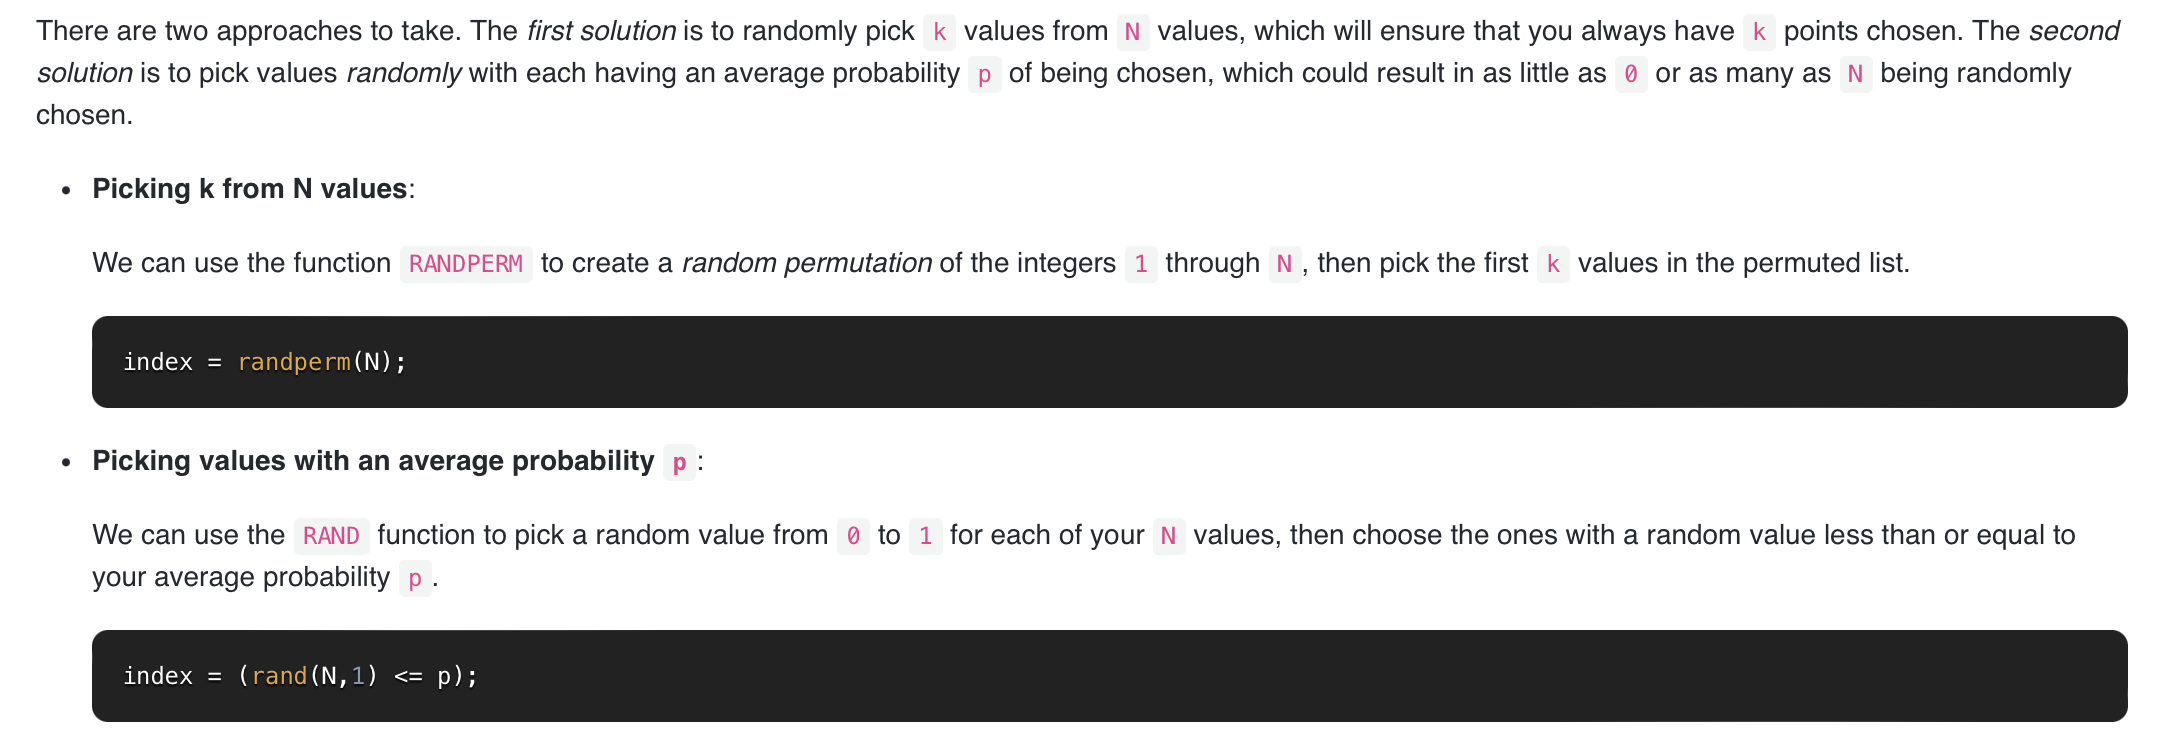 There are two approaches to take. The first solution is to randomly pick k values from N values, which will ensure that you always have k points chosen. The second
solution is to pick values randomly with each having an average probability p of being chosen, which could result in as little as 0 or as many as N being randomly
chosen.
• Picking k from N values:
We can use the function RANDPERM to create a random permutation of the integers 1 through N , then pick the first k values in the permuted list.
index = randperm(N);
• Picking values with an average probability p :
We can use the RAND function to pick a random value from 0 to 1 for each of your N values, then choose the ones with a random value less than or equal to
your average probability p .
index = (rand(N,1) <= p);